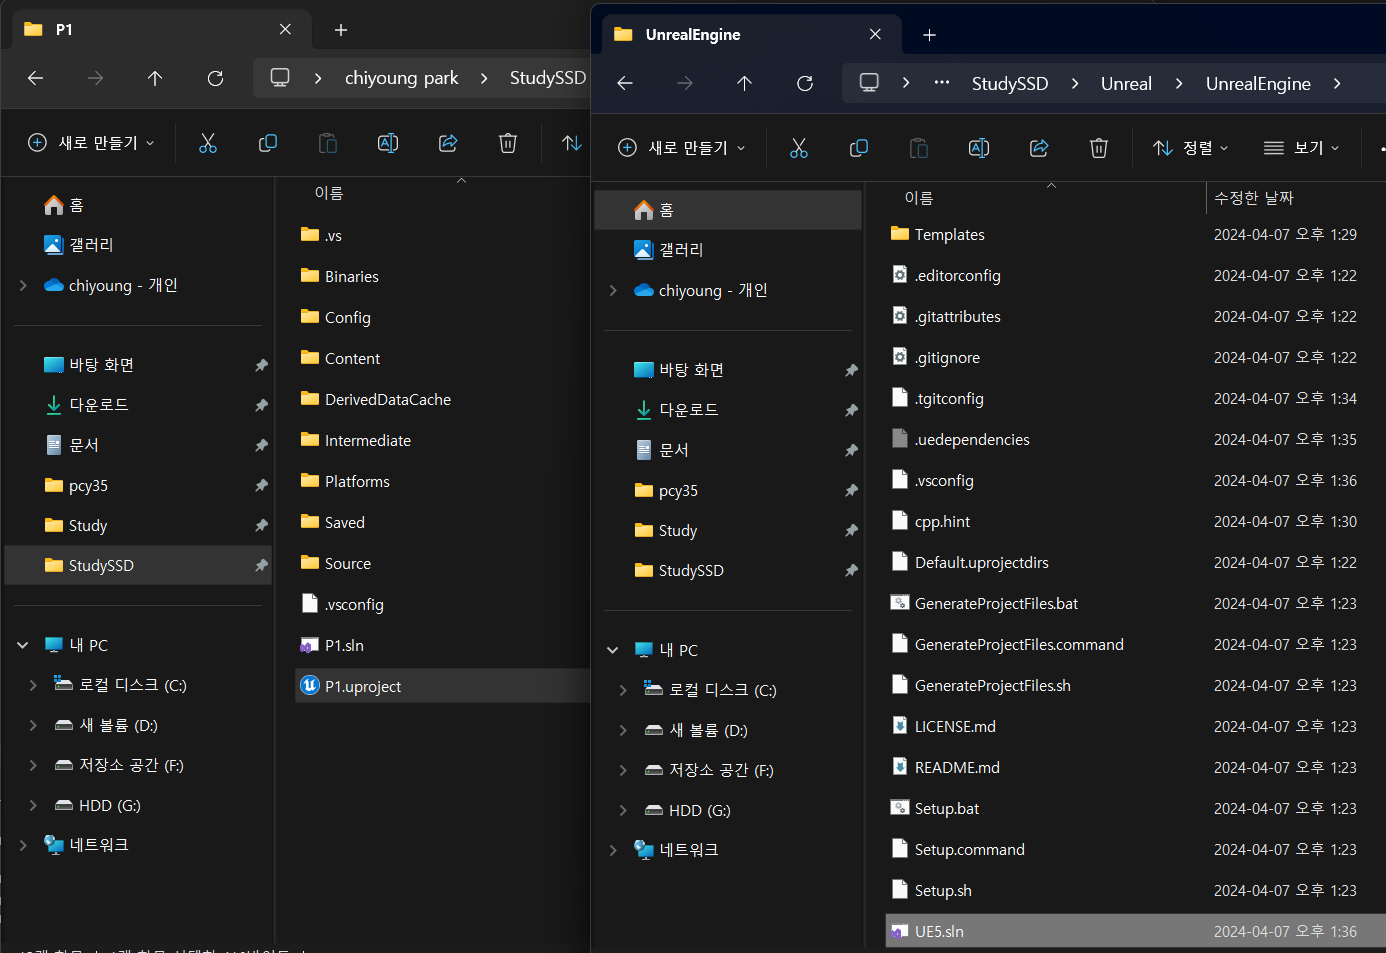 P1
chiyoung park
StudySSD
새로 만들기
홈
갤러리
chiyoung - 개인
바탕 화면
다운로드
문서
pcy35
Study
StudySSD
내 PC
로컬 디스크 (C:)
새 볼륨 (D:)
저장소 공간 (F:)
HDD (G:)
네트워크
이름
.vs
Binaries
Config
Content
DerivedDataCache
Intermediate
Platforms
Saved
Source
.vsconfig
P1.sln
P1.uproject
UnrealEngine
StudySSD
Unreal
UnrealEngine
새로 만들기
정렬
보기
홈
갤러리
chiyoung - 개인
바탕 화면
다운로드
문서
pcy35
Study
StudySSD
내 PC
로컬 디스크 (C:)
새 볼륨 (D:)
저장소 공간 (F:)
HDD (G:)
네트워크
이름 수정한 날짜
Templates 2024-04-07 오후 1:29
.editorconfig 2024-04-07 오후 1:22
.gitattributes 2024-04-07 오후 1:22
.gitignore 2024-04-07 오후 1:22
.tgitconfig 2024-04-07 오후 1:34
.uedependencies 2024-04-07 오후 1:35
.vsconfig 2024-04-07 오후 1:36
cpp.hint 2024-04-07 오후 1:30
Default.uprojectdirs 2024-04-07 오후 1:22
GenerateProjectFiles.bat 2024-04-07 오후 1:23
GenerateProjectFiles.command 2024-04-07 오후 1:23
GenerateProjectFiles.sh 2024-04-07 오후 1:23
LICENSE.md 2024-04-07 오후 1:23
README.md 2024-04-07 오후 1:23
Setup.bat 2024-04-07 오후 1:23
Setup.command 2024-04-07 오후 1:23
Setup.sh 2024-04-07 오후 1:23
UE5.sln 2024-04-07 오후 1:36